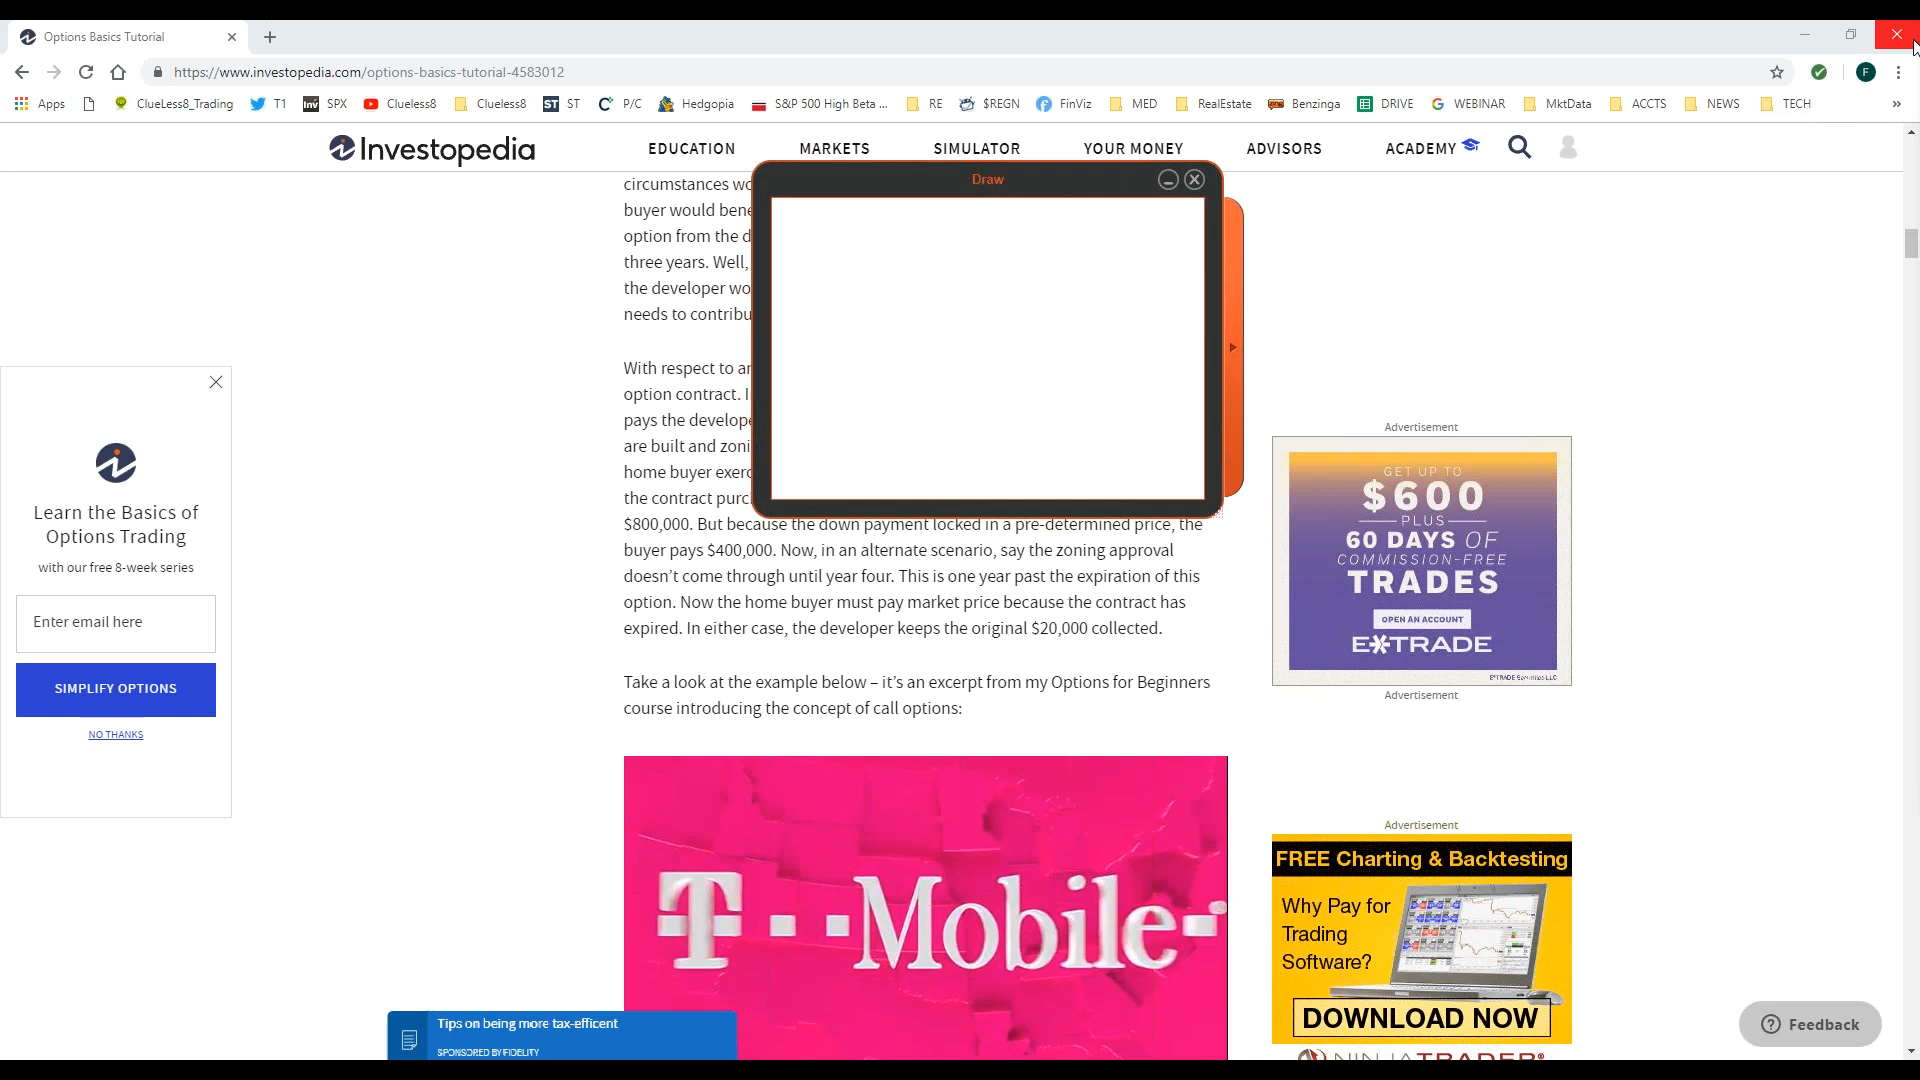 Options Basics Tutorial
https://www.investopedia.com/options-basics-tutorial-4583012
F
Apps ClueLess8_Trading T1 SPX Clueless8 Clueless8 ST P/C Hedgopia S&P 500 High Beta ... RE $REGN FinViz MED RealEstate Benzinga DRIVE WEBINAR MktData ACCTS NEWS TECH »
Investopedia
EDUCATION MARKETS SIMULATOR YOUR MONEY ADVISORS ACADEMY
Draw
circumstances wo
buyer would bene
option from the d
three years. Well,
the developer wo
needs to contribu
With respect to an
option contract. I
pays the develope
are built and zoni
home buyer exerc
the contract purc
$800,000. But because the down payment locked in a pre-determined price, the
buyer pays $400,000. Now, in an alternate scenario, say the zoning approval
doesn't come through until year four. This is one year past the expiration of this
option. Now the home buyer must pay market price because the contract has
expired. In either case, the developer keeps the original $20,000 collected.
Take a look at the example below – it's an excerpt from my Options for Beginners
course introducing the concept of call options:
T··Mobile·
Learn the Basics of
Options Trading
with our free 8-week series
Enter email here
SIMPLIFY OPTIONS
NO THANKS
Tips on being more tax-efficent
SPONSORED BY FIDELITY
Advertisement
GET UP TO
$600
PLUS
60 DAYS OF
COMMISSION-FREE
TRADES
OPEN AN ACCOUNT
E*TRADE
E*TRADE Securities LLC
Advertisement
Advertisement
FREE Charting & Backtesting
Why Pay for
Trading
Software?
DOWNLOAD NOW
NINJATRADER®
Feedback